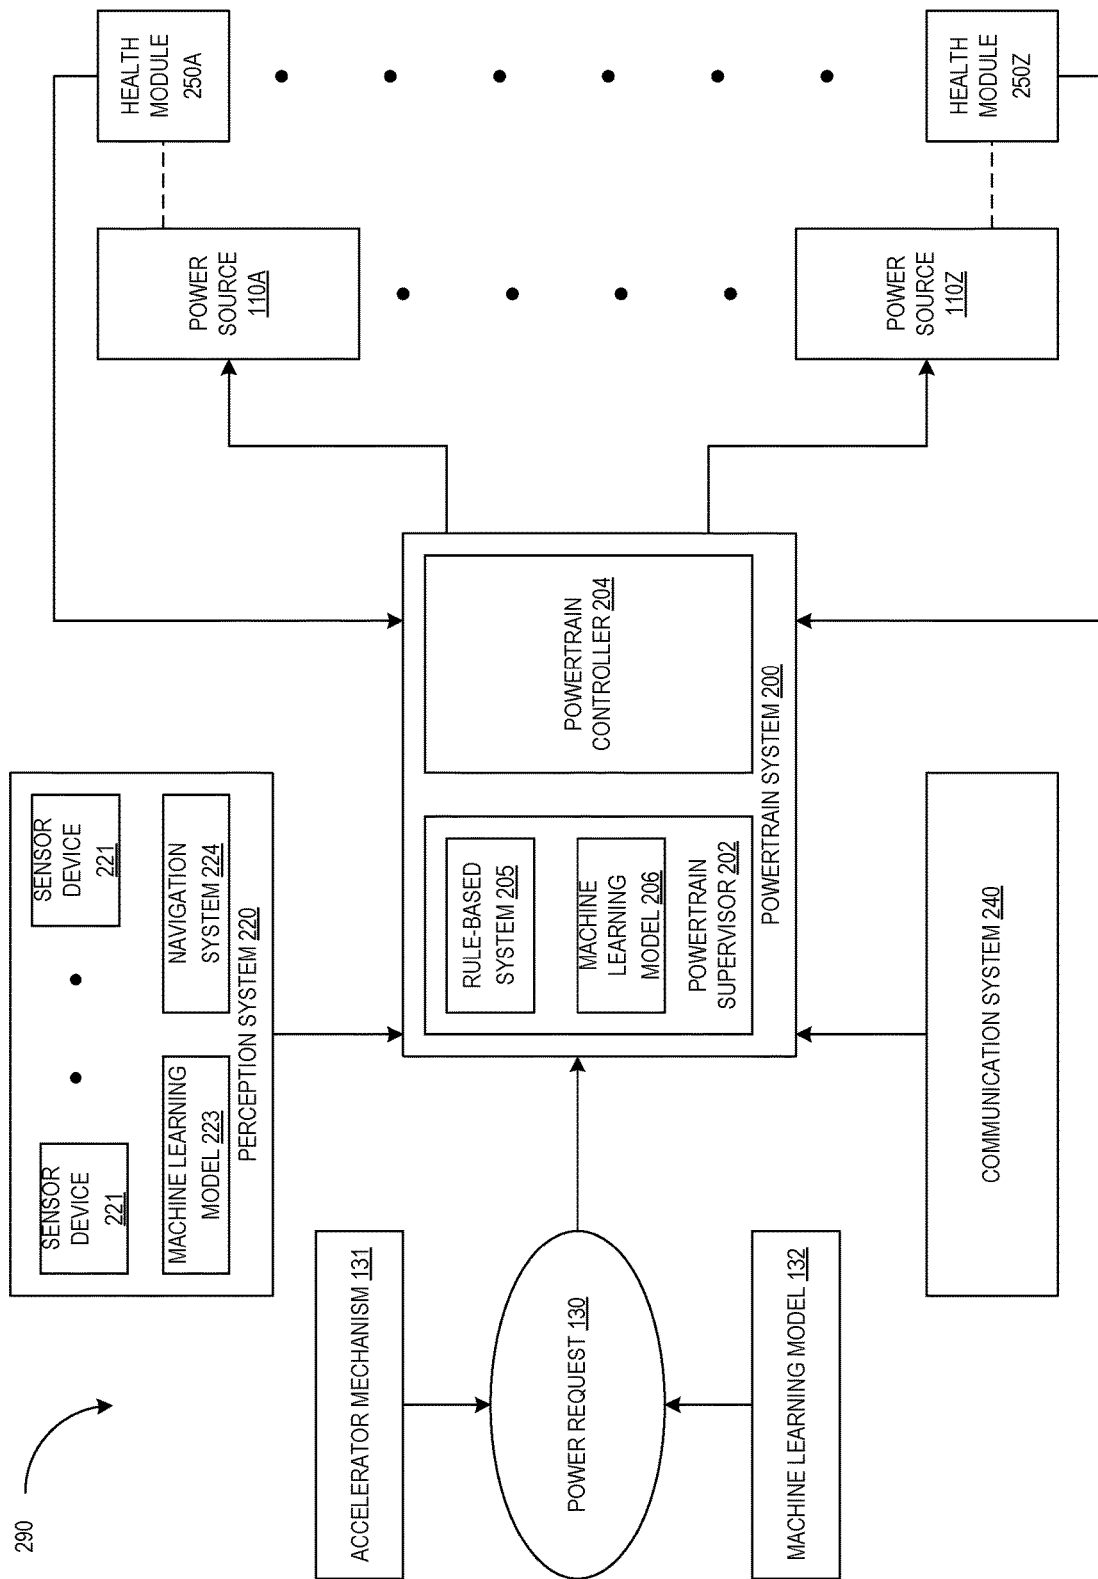 290
SENSOR
DEVICE
221
SENSOR
DEVICE
221
MACHINE LEARNING
MODEL 223
NAVIGATION
SYSTEM 224
PERCEPTION SYSTEM 220
ACCELERATOR MECHANISM 131
POWER REQUEST 130
MACHINE LEARNING MODEL 132
RULE-BASED
SYSTEM 205
MACHINE
LEARNING
MODEL 206
POWERTRAIN
SUPERVISOR 202
POWERTRAIN
CONTROLLER 204
POWERTRAIN SYSTEM 200
COMMUNICATION SYSTEM 240
POWER
SOURCE
110A
POWER
SOURCE
110Z
HEALTH
MODULE
250A
HEALTH
MODULE
250Z